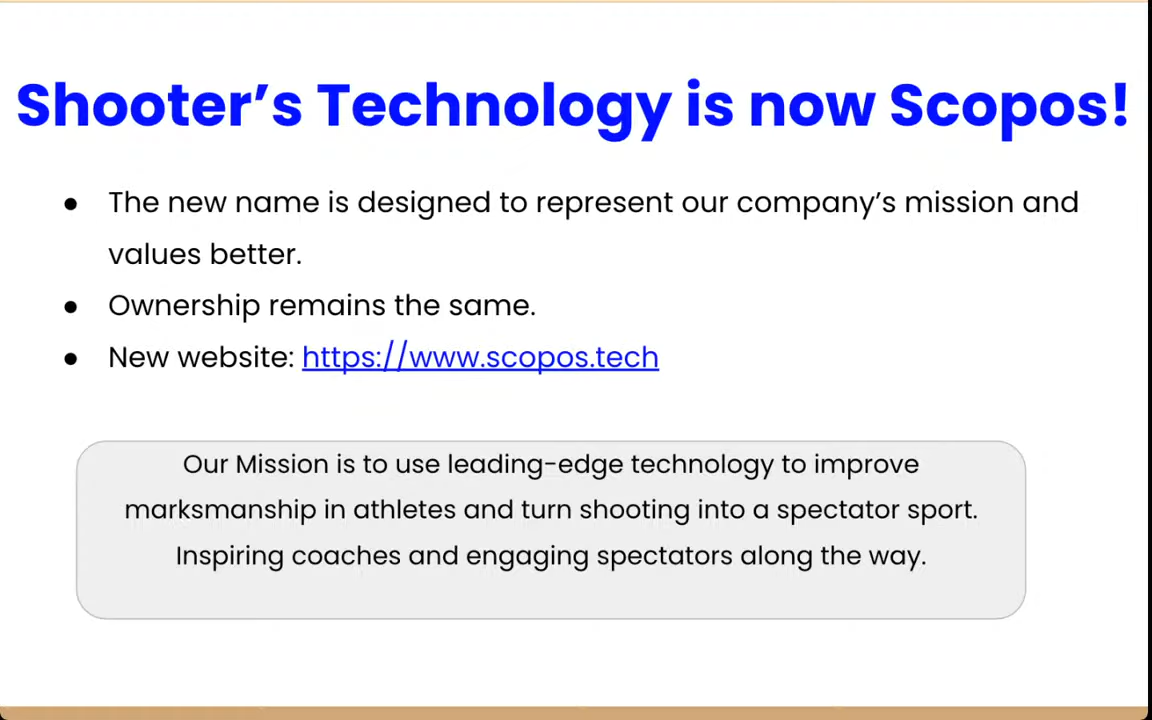 Shooter’s Technology is now Scopos!
● The new name is designed to represent our company’s mission and
values better.
● Ownership remains the same.
● New website: https://www.scopos.tech
Our Mission is to use leading-edge technology to improve
marksmanship in athletes and turn shooting into a spectator sport.
Inspiring coaches and engaging spectators along the way.